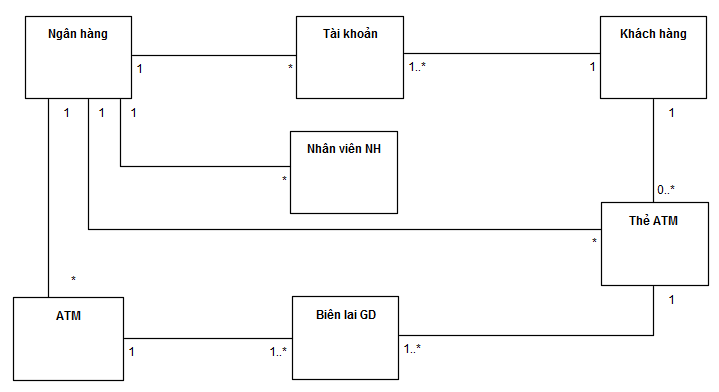 Ngân hàng
Tài khoản
Khách hàng
1
*
1..*
1
1
1
1
1
Nhân viên NH
*
0..*
Thẻ ATM
*
*
ATM
Biên lai GD
1
1
1..*
1..*